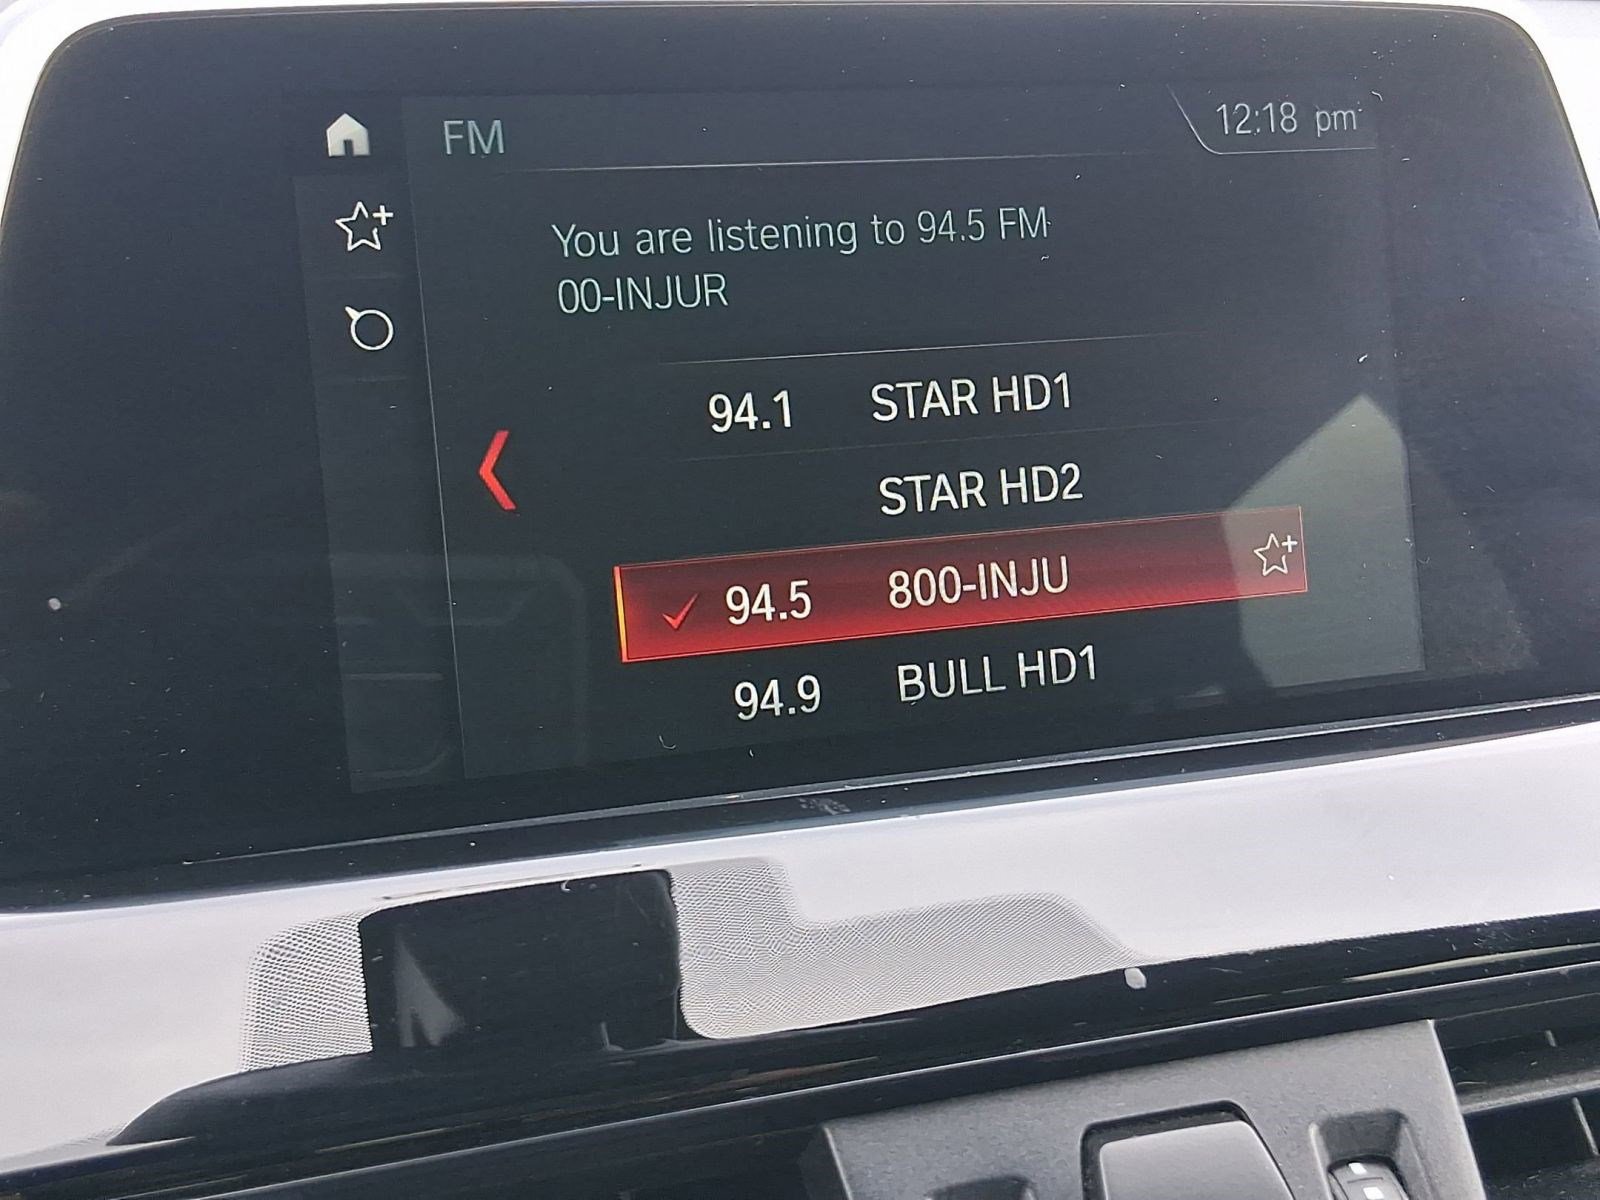 FM
12:18 pm
You are listening to 94.5 FM
00-INJUR
94.1 STAR HD1
STAR HD2
94.5 800-INJU
94.9 BULL HD1